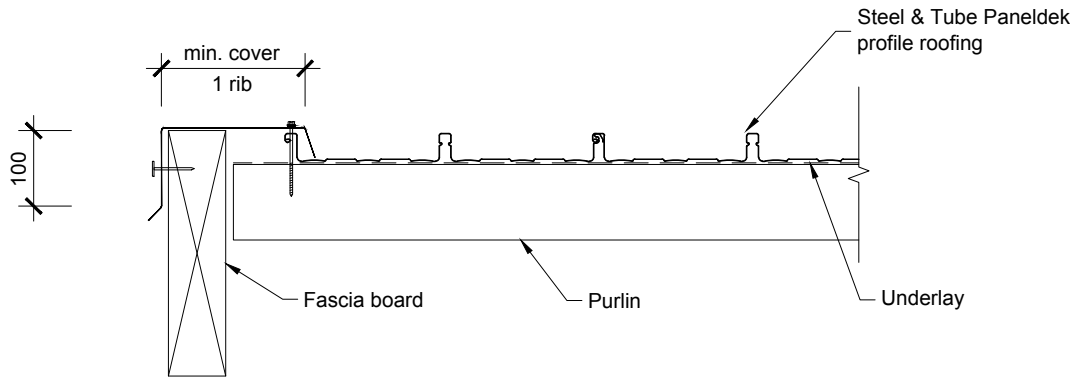 Steel & Tube Paneldek
profile roofing
min. cover
1 rib
100
Fascia board
Purlin
Underlay